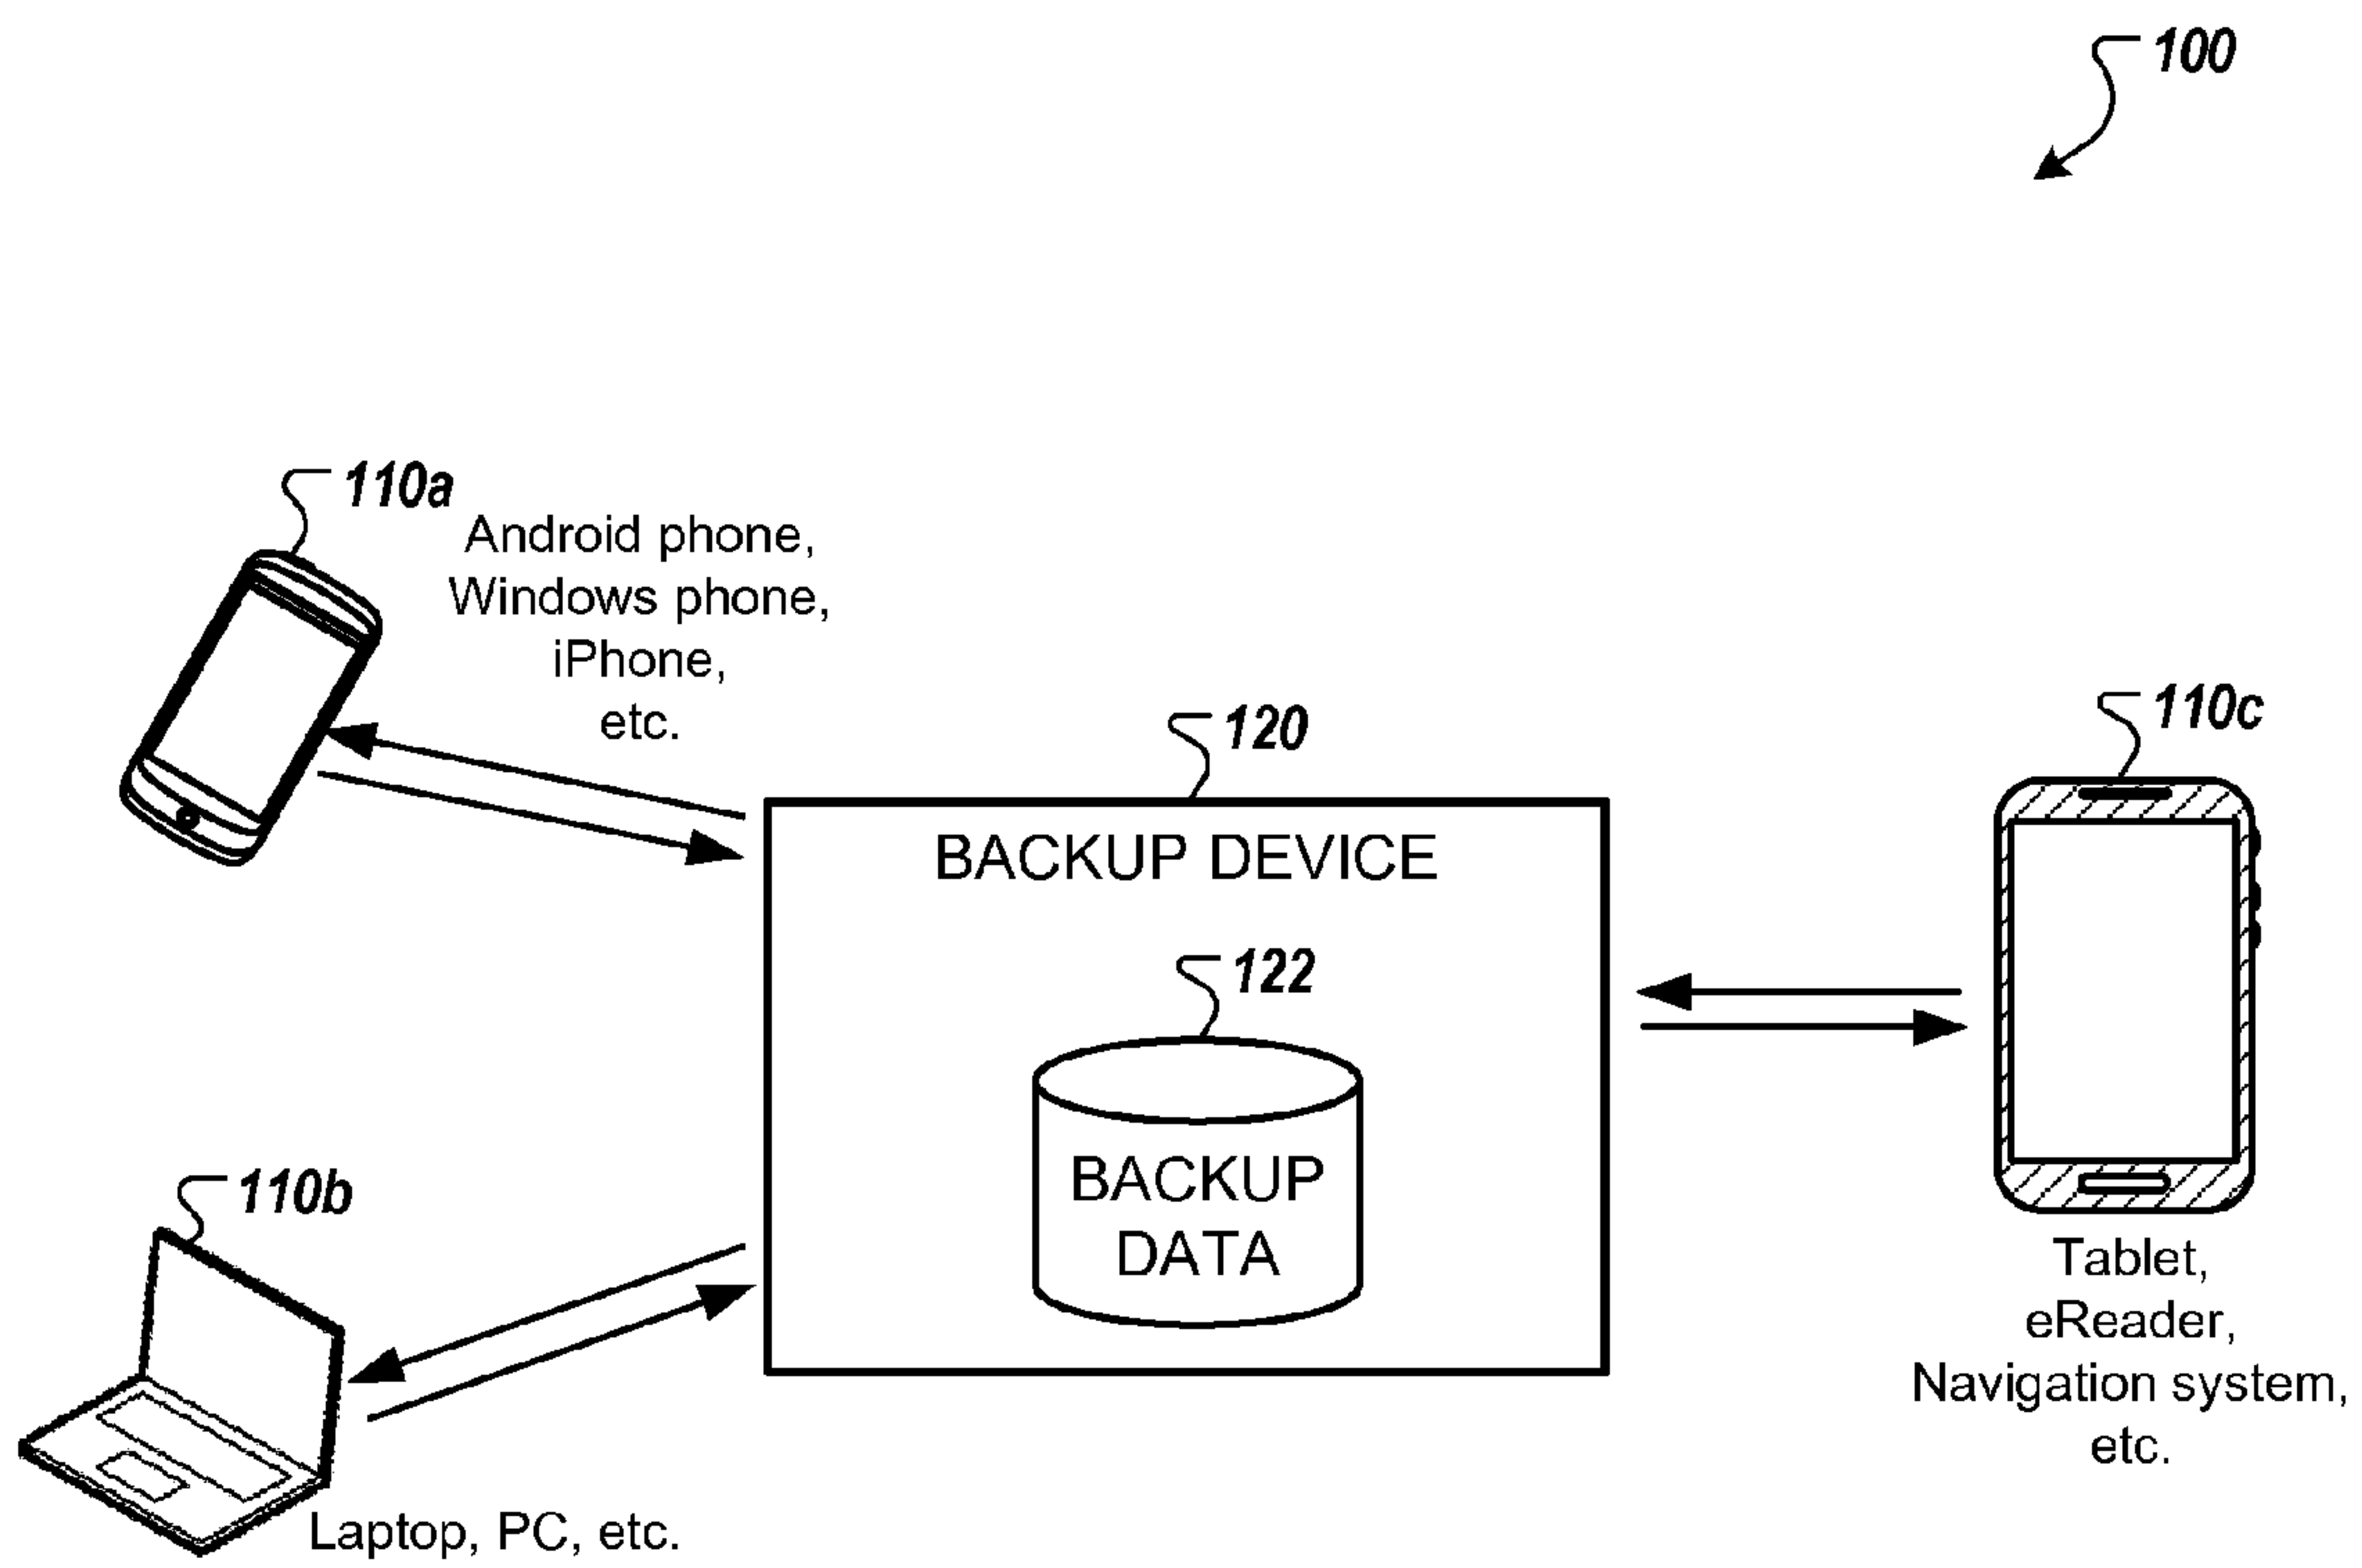 100
110a
Android phone,
Windows phone,
iPhone,
etc.
120
110c
BACKUP DEVICE
122
BACKUP
DATA
110b
Tablet,
eReader,
Navigation system,
etc.
Laptop, PC, etc.